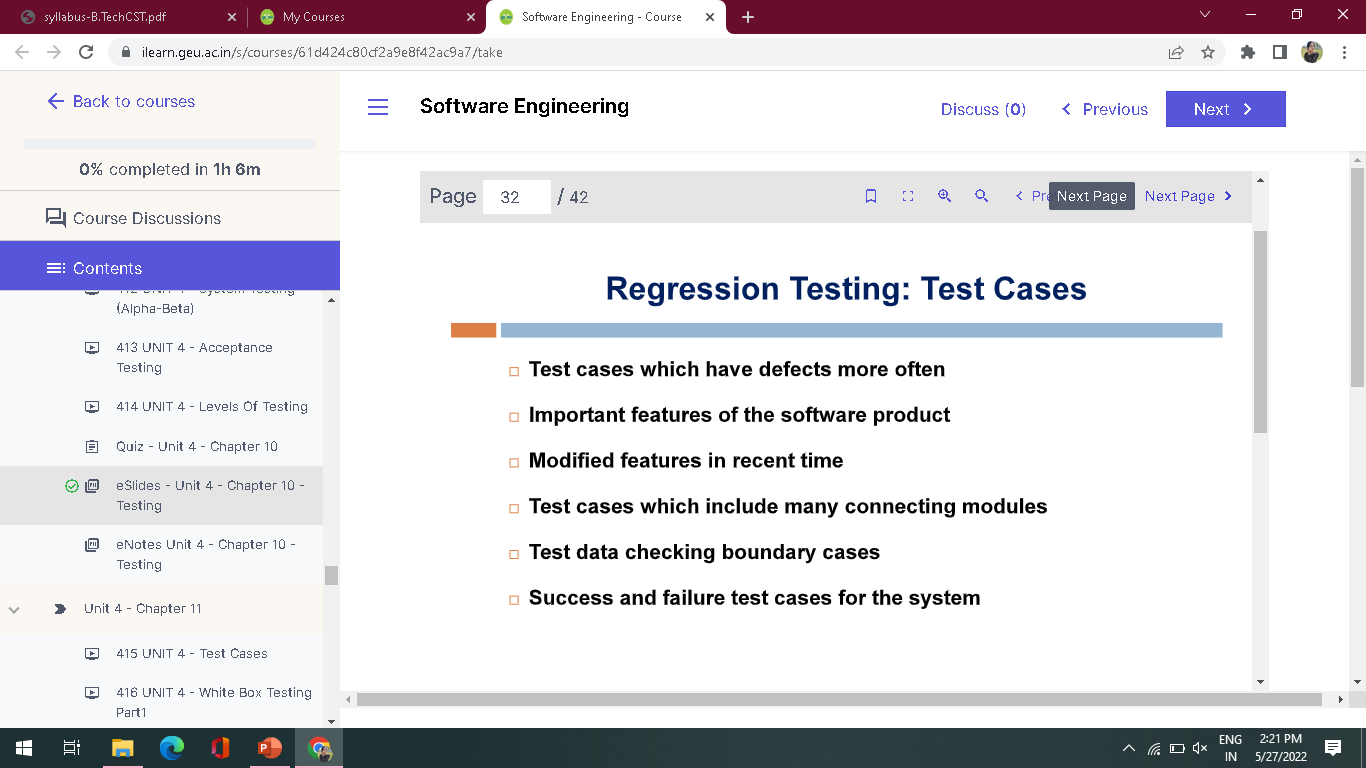 syllabus-B.TechCST.pdf
My Courses
Software Engineering - Course
ilearn.geu.ac.in/s/courses/61d424c80cf2a9e8f42ac9a7/take
Back to courses
0% completed in 1h 6m
Course Discussions
Contents
(Alpha-Beta)
413 UNIT 4 - Acceptance
Testing
414 UNIT 4 - Levels Of Testing
Quiz - Unit 4 - Chapter 10
eSlides - Unit 4 - Chapter 10 -
Testing
eNotes Unit 4 - Chapter 10 -
Testing
Unit 4 - Chapter 11
415 UNIT 4 - Test Cases
416 UNIT 4 - White Box Testing
Part1
Software Engineering
Discuss (0)
Previous
Next
Page 32 / 42
Next Page
Next Page
Regression Testing: Test Cases
Test cases which have defects more often
Important features of the software product
Modified features in recent time
Test cases which include many connecting modules
Test data checking boundary cases
Success and failure test cases for the system
ENG
IN
2:21 PM
5/27/2022